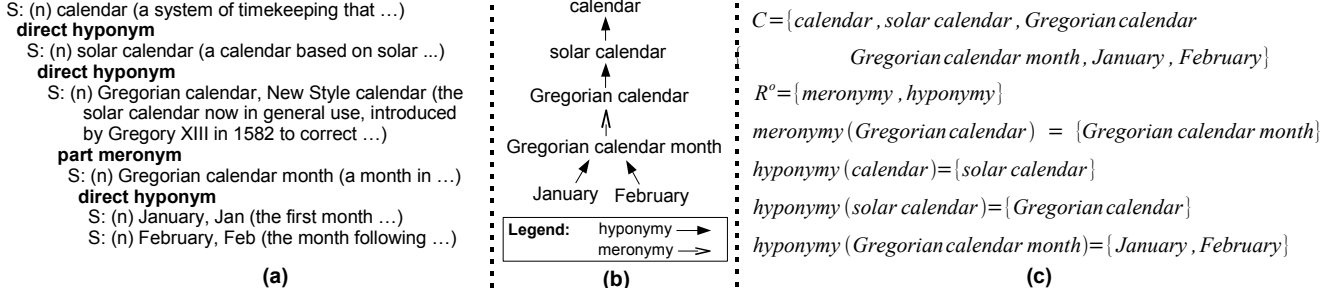 S: (n) calendar (a system of timekeeping that …)
direct hyponym
S: (n) solar calendar (a calendar based on solar ...)
direct hyponym
S: (n) Gregorian calendar, New Style calendar (the
solar calendar now in general use, introduced
by Gregory XIII in 1582 to correct …)
part meronym
S: (n) Gregorian calendar month (a month in …)
direct hyponym
S: (n) January, Jan (the first month …)
S: (n) February, Feb (the month following …)
(a)
calendar
solar calendar
Gregorian calendar
Gregorian calendar month
January February
Legend: hyponymy
meronymy
(b)
C={calendar , solar calendar , Gregorian calendar
Gregorian calendar month , January , February}
Rᵒ={meronymy , hyponymy}
meronymy (Gregorian calendar) = {Gregorian calendar month}
hyponymy (calendar)={solar calendar}
hyponymy (solar calendar)={Gregorian calendar}
hyponymy (Gregorian calendar month)={January , February}
(c)